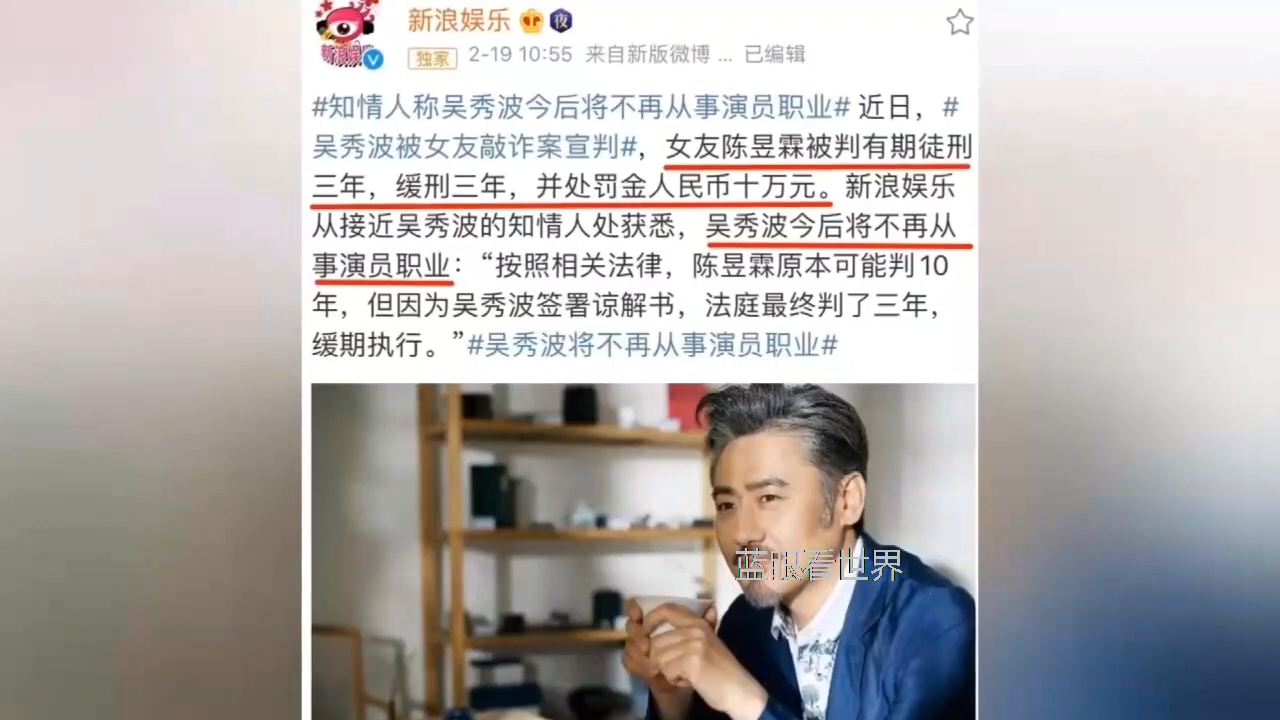 新浪娱乐 夜
新浪娱乐
独家 2-19 10:55 来自新版微博 ... 已编辑
#知情人称吴秀波今后将不再从事演员职业# 近日，#
吴秀波被女友敲诈案宣判#，女友陈昱霖被判有期徒刑
三年，缓刑三年，并处罚金人民币十万元。新浪娱乐
从接近吴秀波的知情人处获悉，吴秀波今后将不再从
事演员职业：“按照相关法律，陈昱霖原本可能判10
年，但因为吴秀波签署谅解书，法庭最终判了三年，
缓期执行。”#吴秀波将不再从事演员职业#
蓝眼看世界